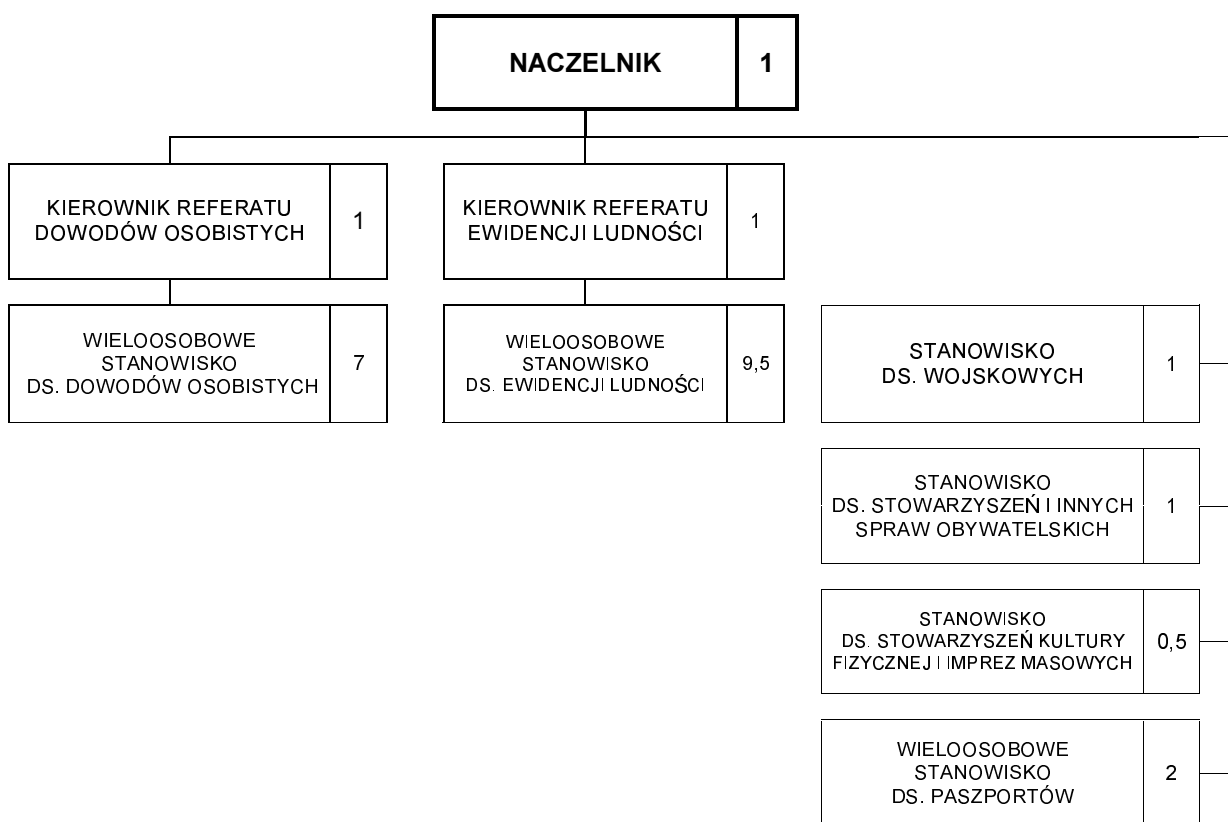 NACZELNIK
1
KIEROWNIK REFERATU
DOWODÓW OSOBISTYCH
1
KIEROWNIK REFERATU
EWIDENCJI LUDNOŚCI
1
WIELOOSOBOWE
STANOWISKO
DS. DOWODÓW OSOBISTYCH
7
WIELOOSOBOWE
STANOWISKO
DS. EWIDENCJI LUDNOŚCI
9,5
STANOWISKO
DS. WOJSKOWYCH
1
STANOWISKO
DS. STOWARZYSZEŃ I INNYCH
SPRAW OBYWATELSKICH
1
STANOWISKO
DS. STOWARZYSZEŃ KULTURY
FIZYCZNEJ I IMPREZ MASOWYCH
0,5
WIELOOSOBOWE
STANOWISKO
DS. PASZPORTÓW
2